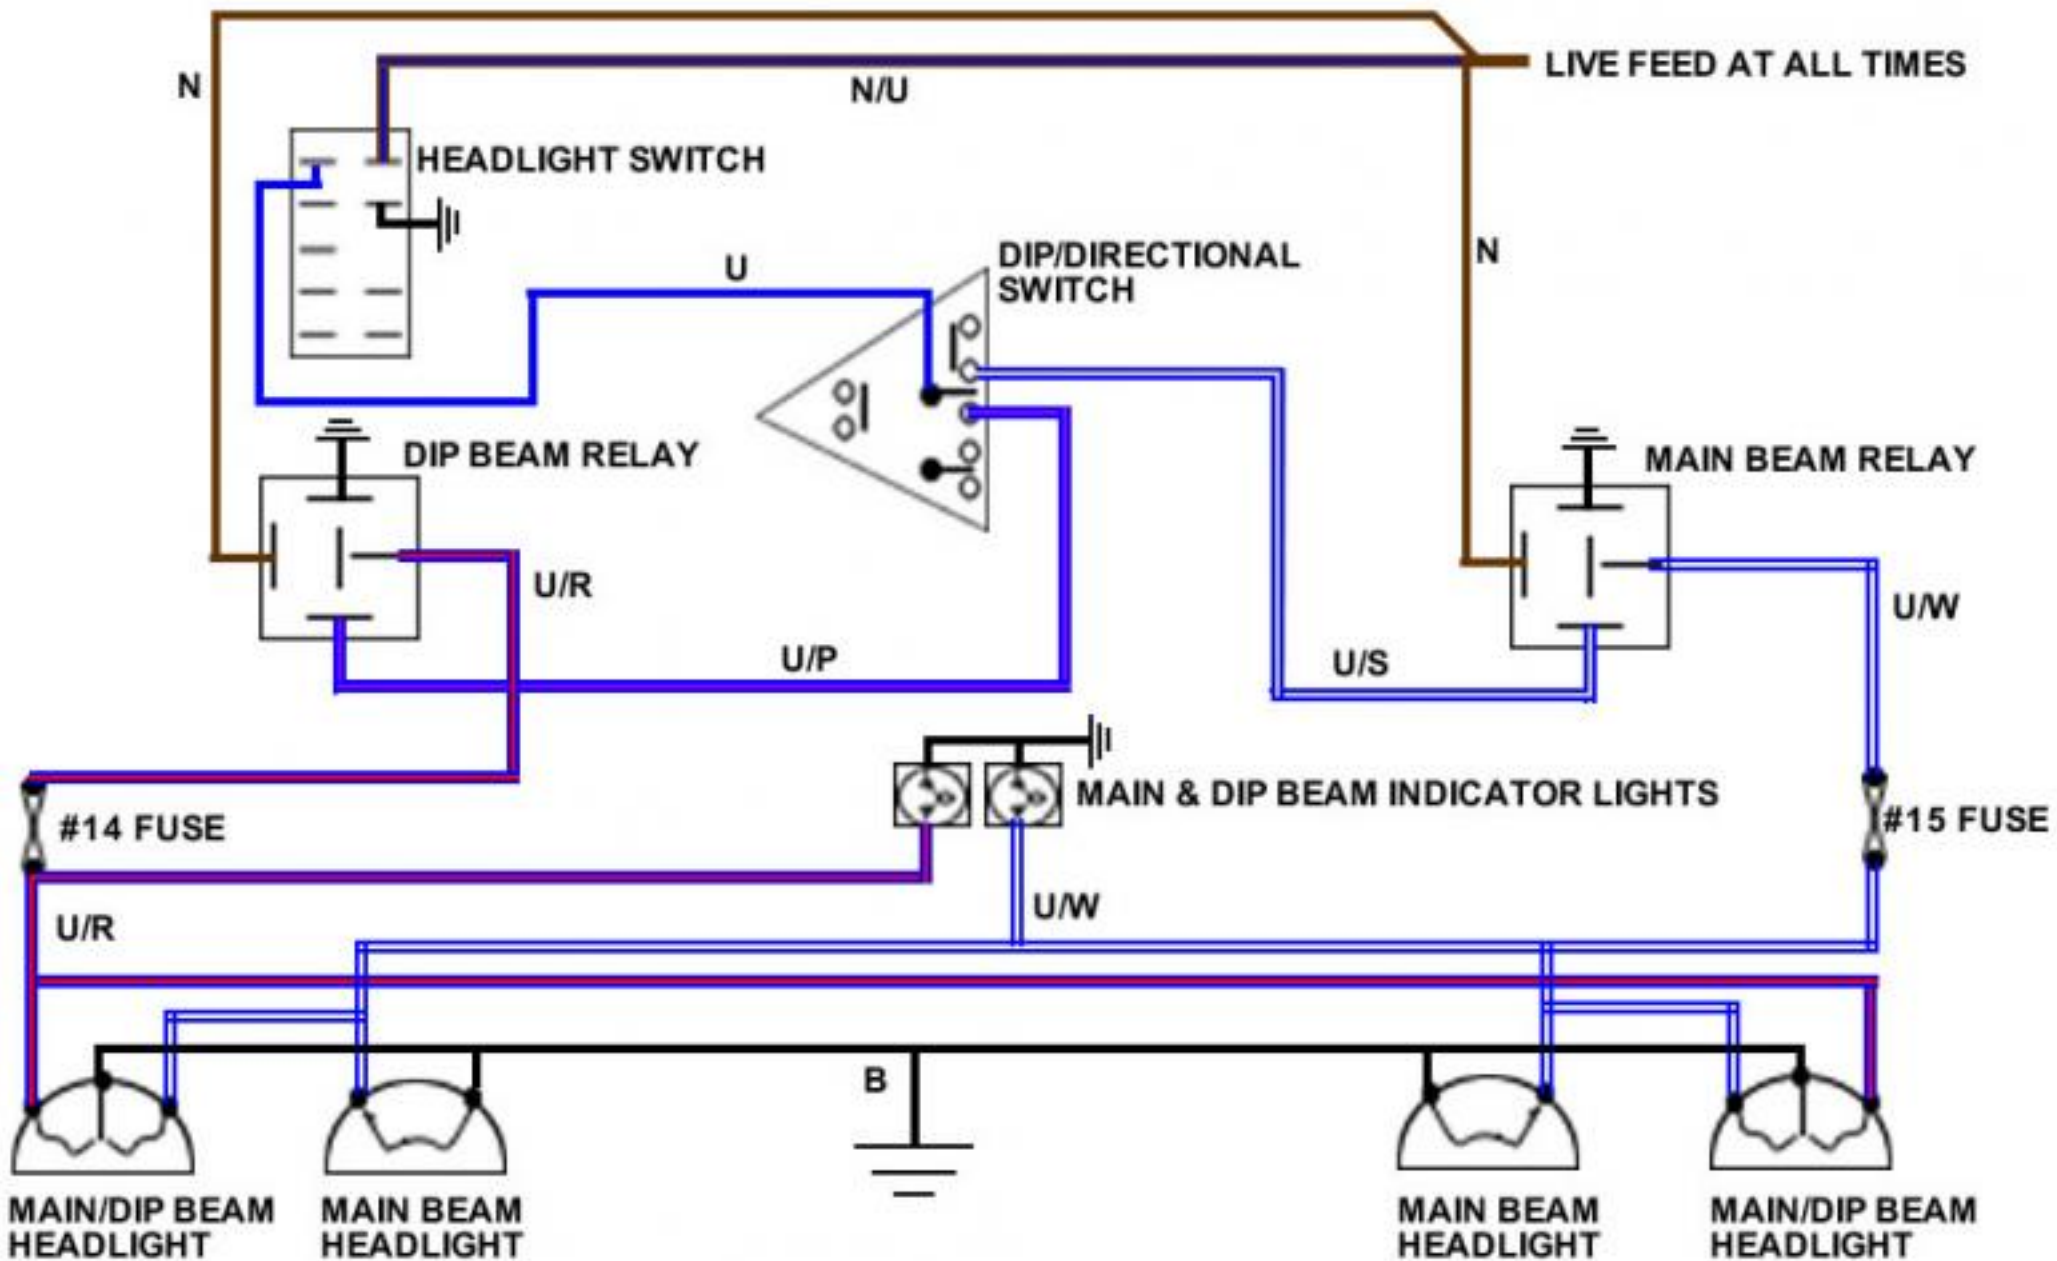 LIVE FEED AT ALL TIMES
N
N/U
HEADLIGHT SWITCH
N
DIP/DIRECTIONAL
SWITCH
U
DIP BEAM RELAY
MAIN BEAM RELAY
U/R
U/W
U/P
U/S
MAIN & DIP BEAM INDICATOR LIGHTS
#14 FUSE
#15 FUSE
U/W
U/R
B
MAIN/DIP BEAM
HEADLIGHT
MAIN BEAM
HEADLIGHT
MAIN BEAM
HEADLIGHT
MAIN/DIP BEAM
HEADLIGHT